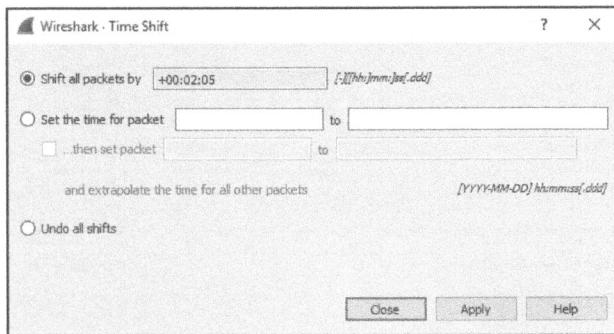 Wireshark · Time Shift ? ×
Shift all packets by +00:02:05 [-][[hh:]mm:]ss[.ddd]
Set the time for packet to
...then set packet to
and extrapolate the time for all other packets [YYYY-MM-DD] hh:mm:ss[.ddd]
Undo all shifts
Close Apply Help